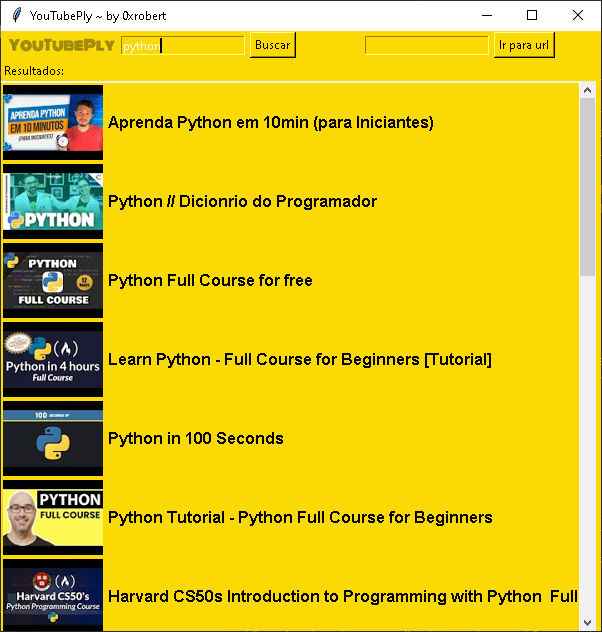 YouTubePly ~ by 0xrobert
YouTubePly python Buscar Ir para url
Resultados:
APRENDA PYTHON
EM 10 MINUTOS
(PARA INICIANTES)
Aprenda Python em 10min (para Iniciantes)
PYTHON
Python // Dicionrio do Programador
PYTHON
12
HOURS
FULL COURSE
Python Full Course for free
Python in 4 hours
Full Course
Learn Python - Full Course for Beginners [Tutorial]
100 SECONDS OF
Python in 100 Seconds
PYTHON
FULL COURSE
Python Tutorial - Python Full Course for Beginners
Harvard CS50's
Python Programming Course
Harvard CS50s Introduction to Programming with Python Full